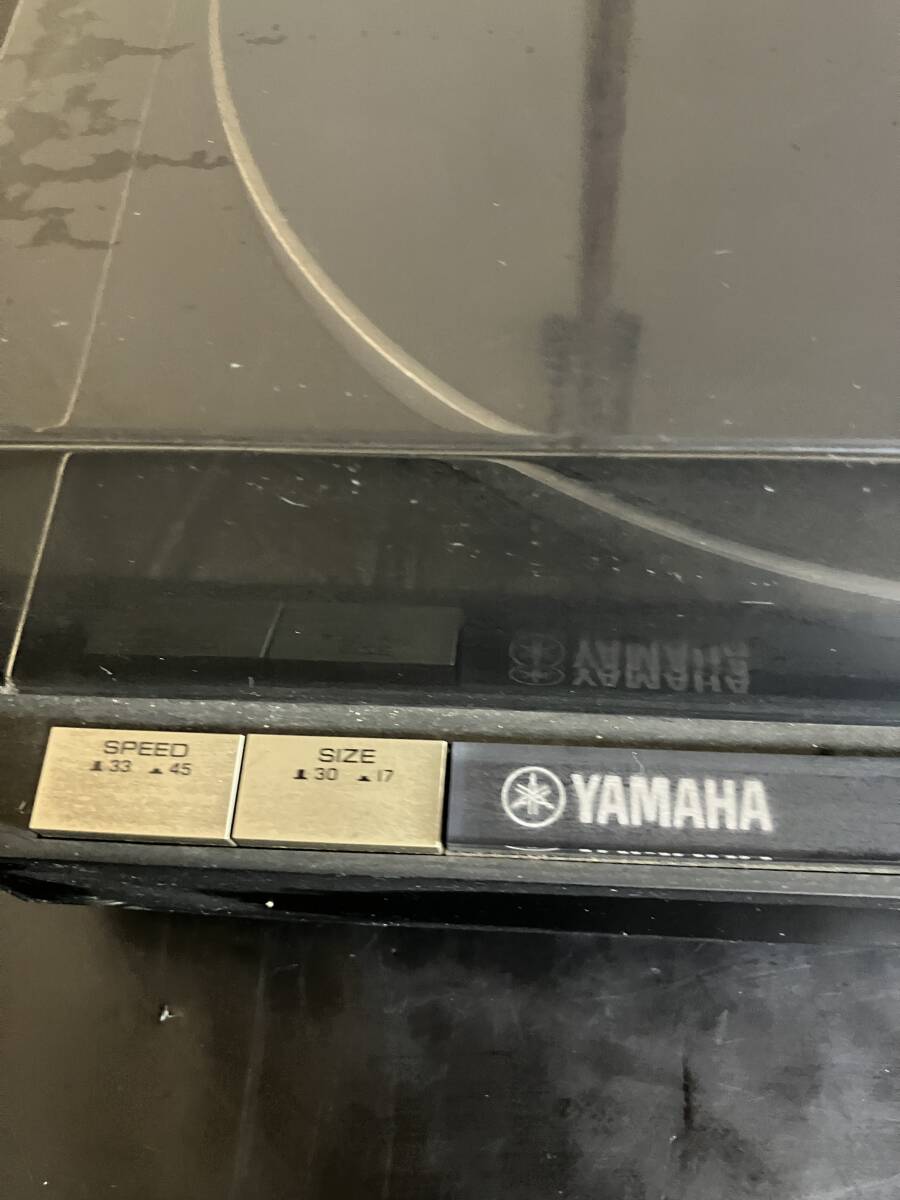 SPEED
33 45
SIZE
30 17
YAMAHA